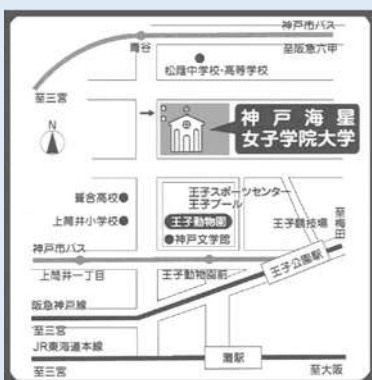 神戸市バス
青谷
至阪急六甲
松蔭中学校・高等学校
至三宮
N
神戸海星
女子学院大学
葺合高校
上筒井小学校
王子スポーツセンター
王子プール
王子動物園
神戸文学館
王子競技場
至梅田
神戸市バス
上筒井一丁目
王子動物園前
王子公園駅
阪急神戸線
至三宮
JR東海道本線
至三宮
灘駅
至大阪